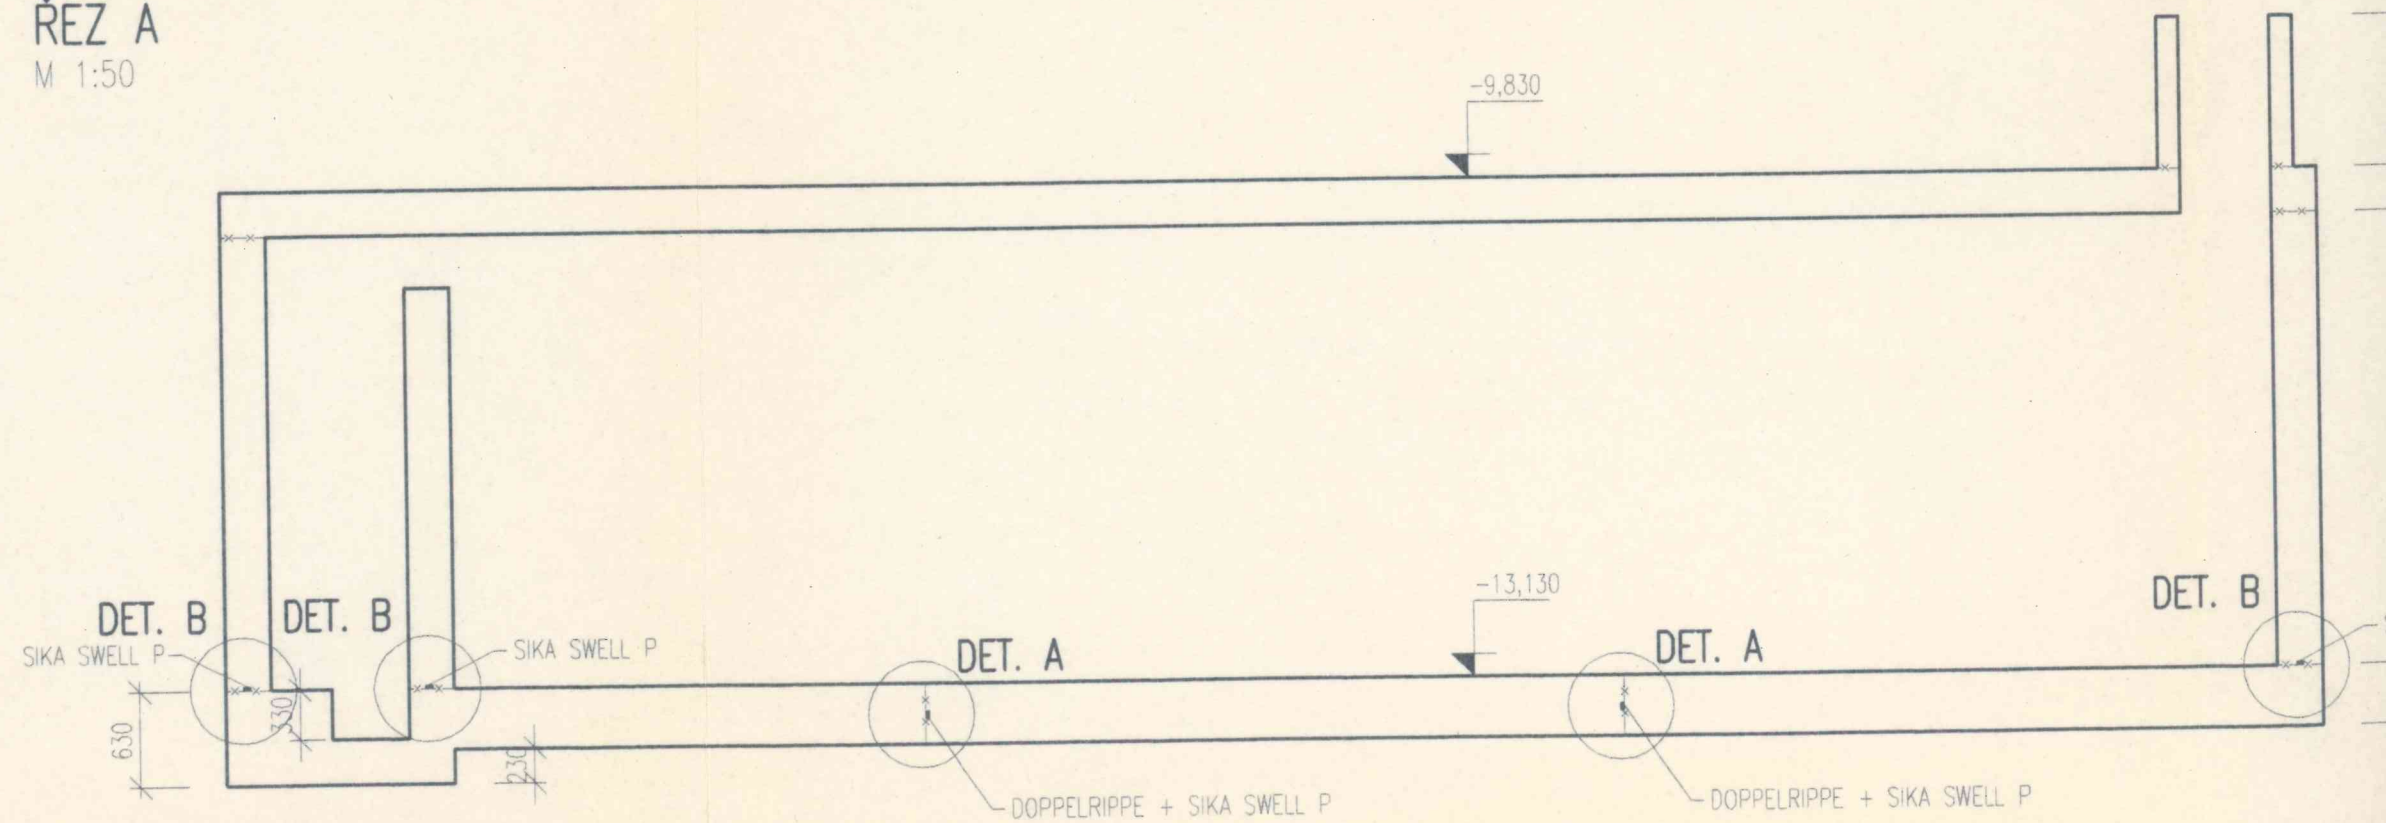 ŘEZ A
M 1:50
-9,830
-13,130
DET. B
DET. B
DET. B
SIKA SWELL P
SIKA SWELL P
DET. A
DET. A
330
630
230
DOPPELRIPPE + SIKA SWELL P
DOPPELRIPPE + SIKA SWELL P